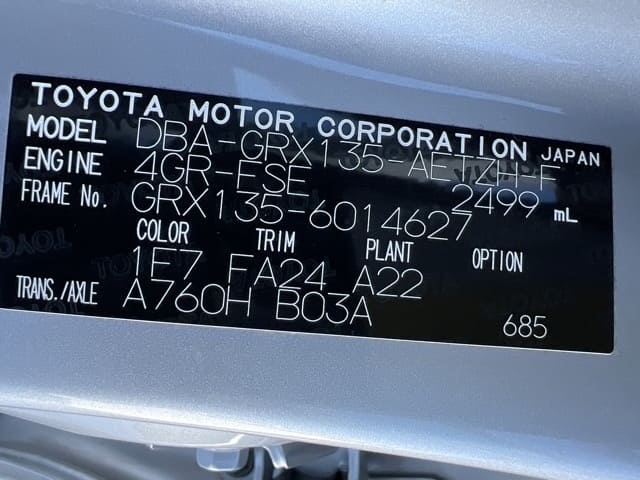 TOYOTA MOTOR CORPORATION JAPAN
MODEL DBA-GRX135-AETZH-F
ENGINE 4GR-FSE 2499 mL
FRAME No. GRX135-6014627
COLOR TRIM PLANT OPTION
1F7 FA24 A22
TRANS./AXLE A760H B03A
685